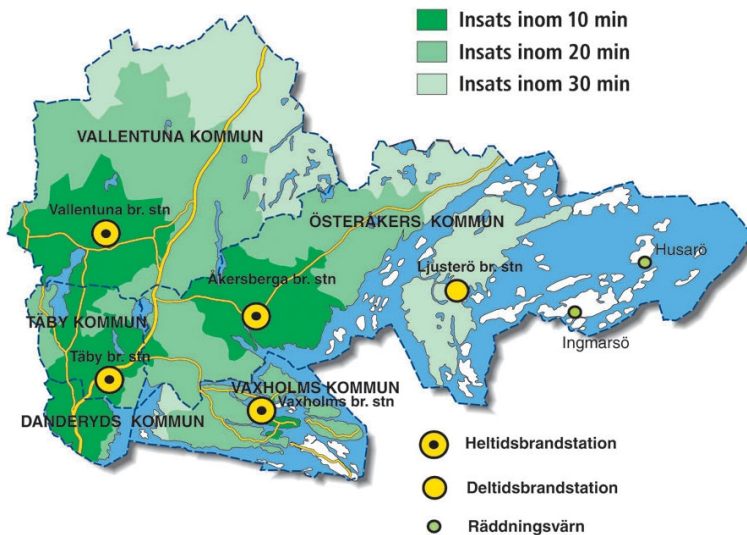 Insats inom 10 min
Insats inom 20 min
Insats inom 30 min
VALLENTUNA KOMMUN
Vallentuna br. stn
ÖSTERÅKERS KOMMUN
Husarö
Åkersberga br. stn
Ljusterö br. stn
TÄBY KOMMUN
Ingmarsö
Täby br. stn
VAXHOLMS KOMMUN
Vaxholms br. stn
DANDERYDS KOMMUN
Heltidsbrandstation
Deltidsbrandstation
Räddningsvärn